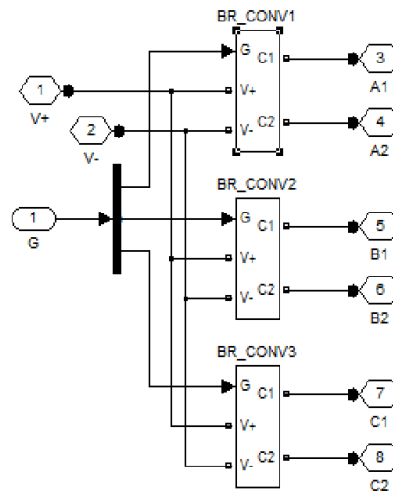 BR_CONV1
G
C1
V+
C2
V-
3
A1
4
A2
1
V+
2
V-
BR_CONV2
G
C1
V+
C2
V-
5
B1
6
B2
1
G
BR_CONV3
G
C1
V+
C2
V-
7
C1
8
C2